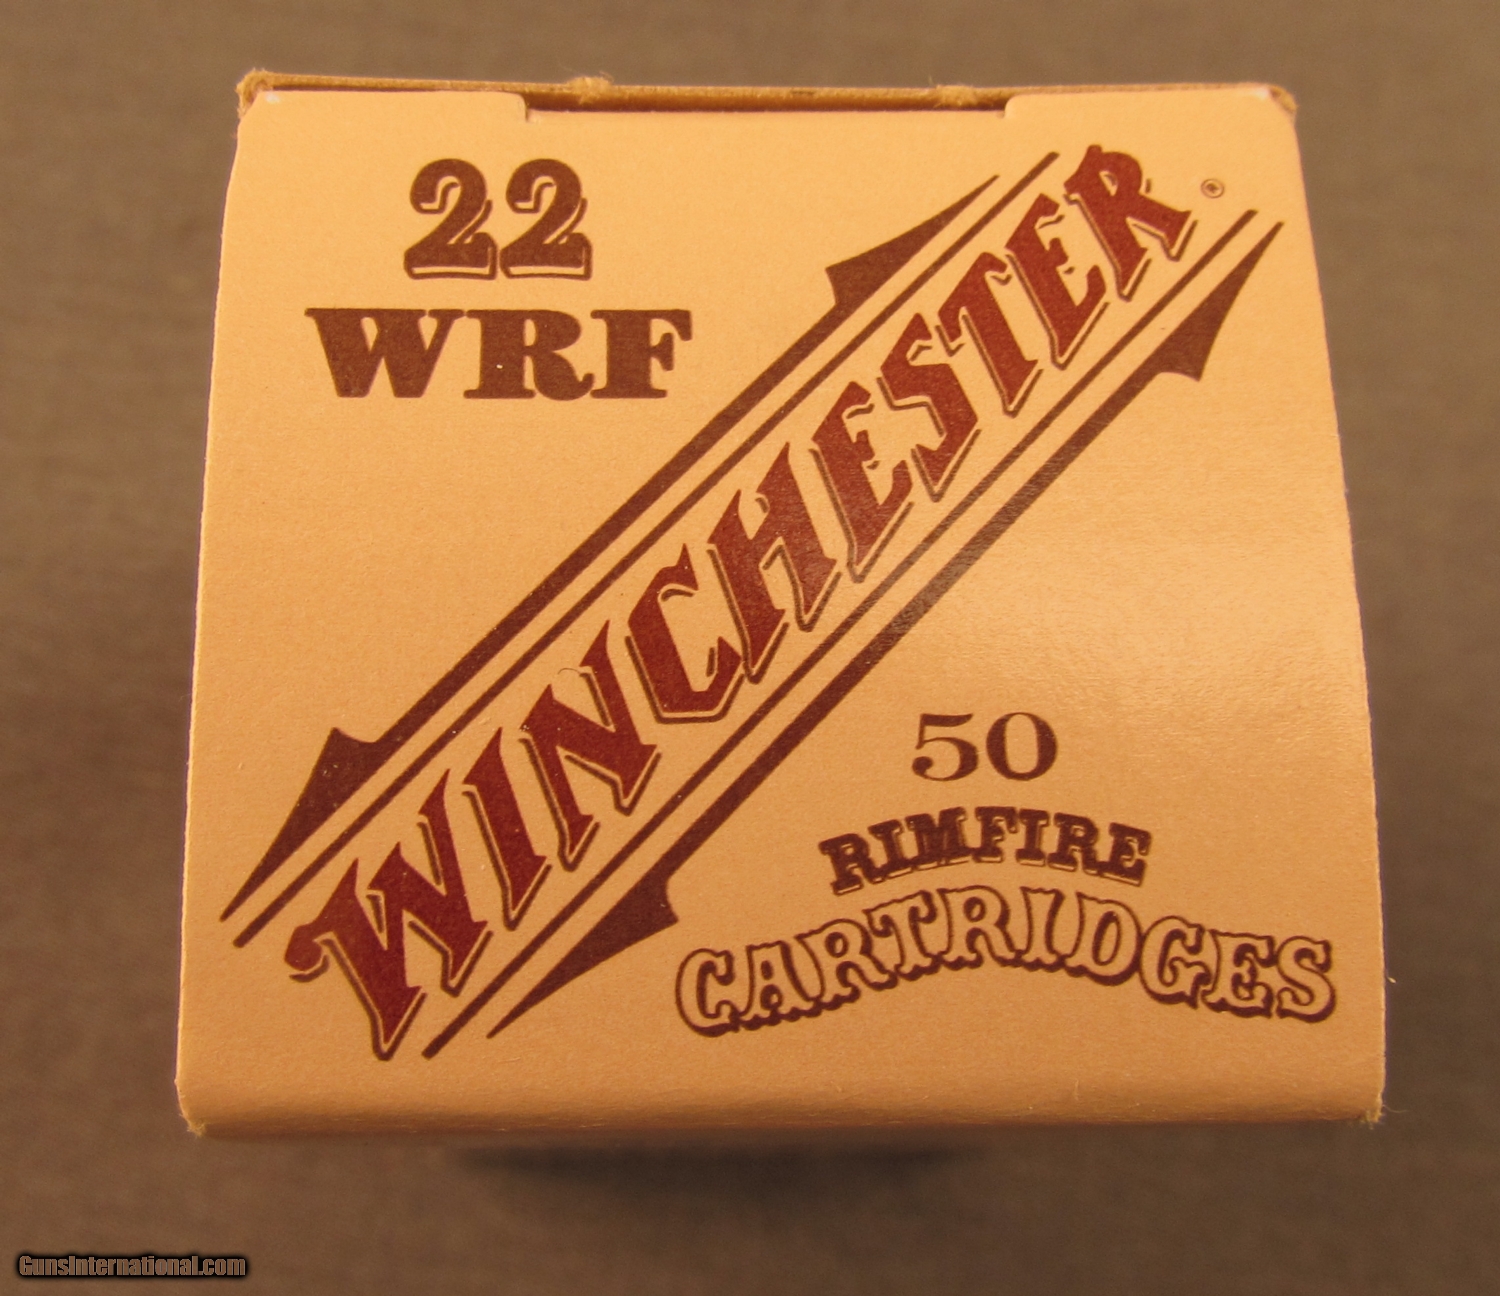 22
WRF
WINCHESTER®
50
RIMFIRE
CARTRIDGES
GunsInternational.com